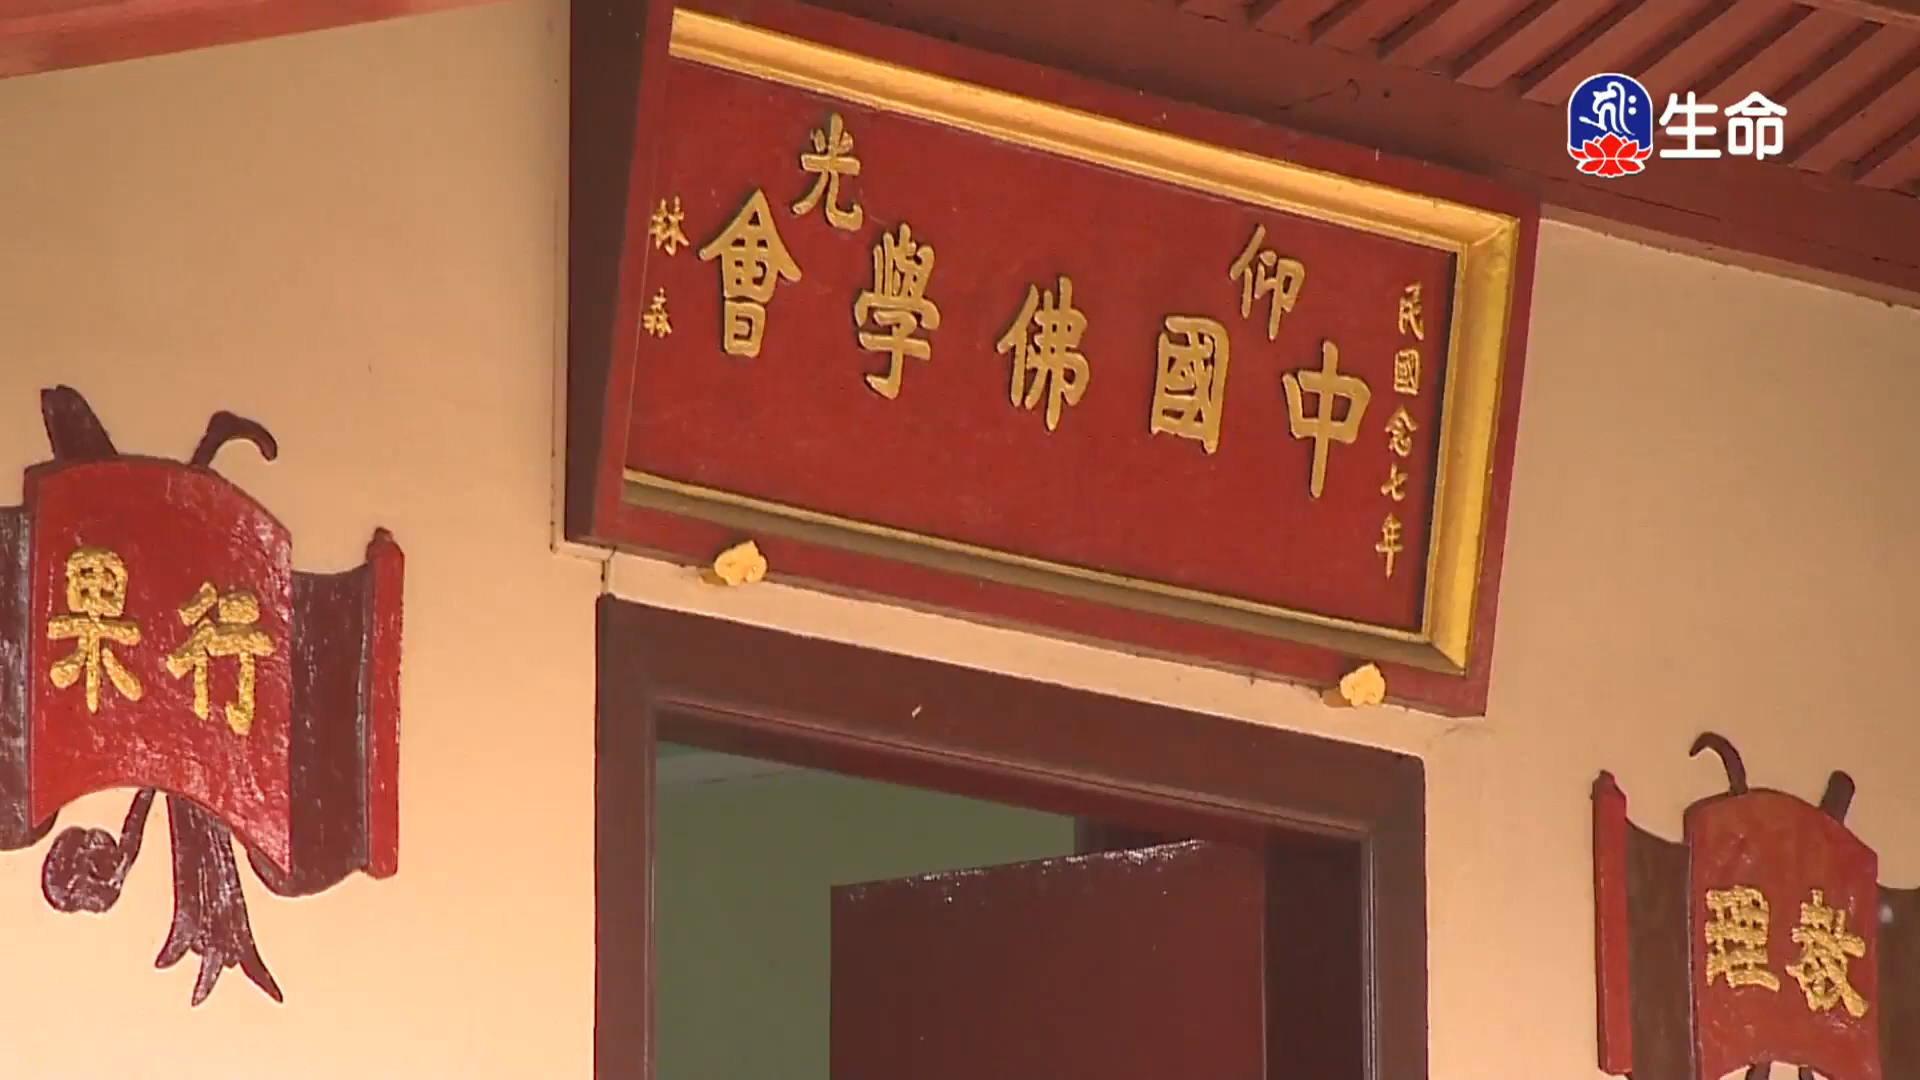 生命
民國念七年
仰光
中國佛學會
林森
教理
行果